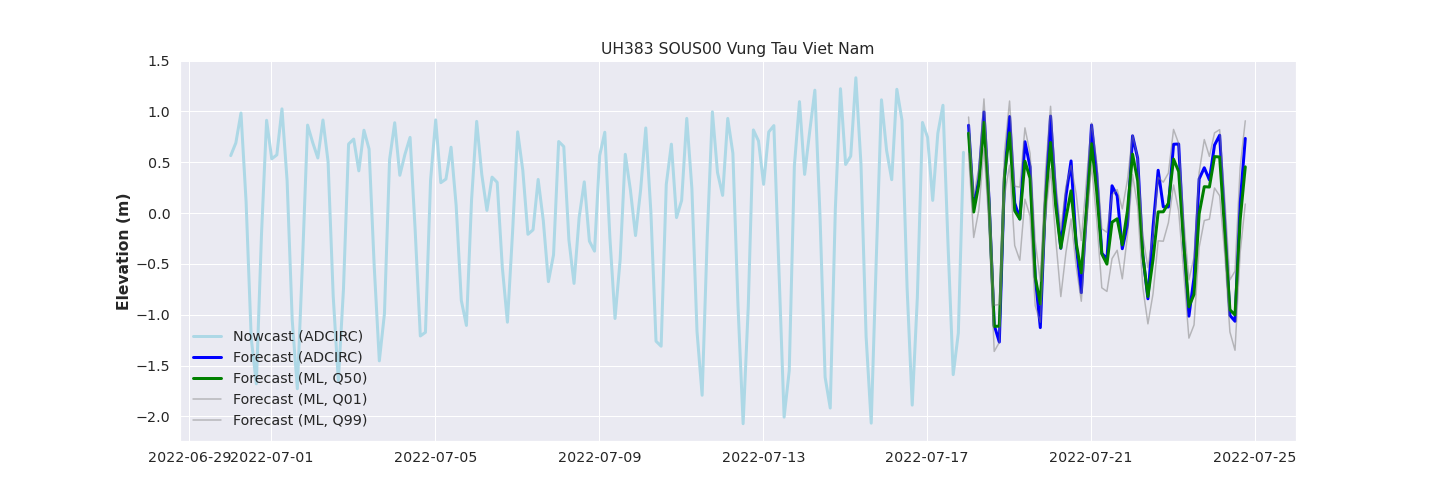 UH383 SOUS00 Vung Tau Viet Nam
1.5
1.0
0.5
0.0
−0.5
−1.0
−1.5
−2.0
Elevation (m)
Nowcast (ADCIRC)
Forecast (ADCIRC)
Forecast (ML, Q50)
Forecast (ML, Q01)
Forecast (ML, Q99)
2022-06-29 2022-07-01 2022-07-05 2022-07-09 2022-07-13 2022-07-17 2022-07-21 2022-07-25